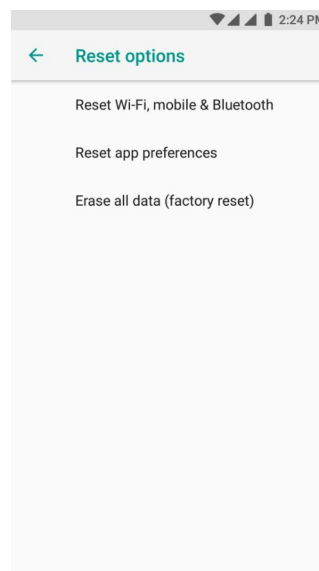 2:24 PM
Reset options
Reset Wi-Fi, mobile & Bluetooth
Reset app preferences
Erase all data (factory reset)